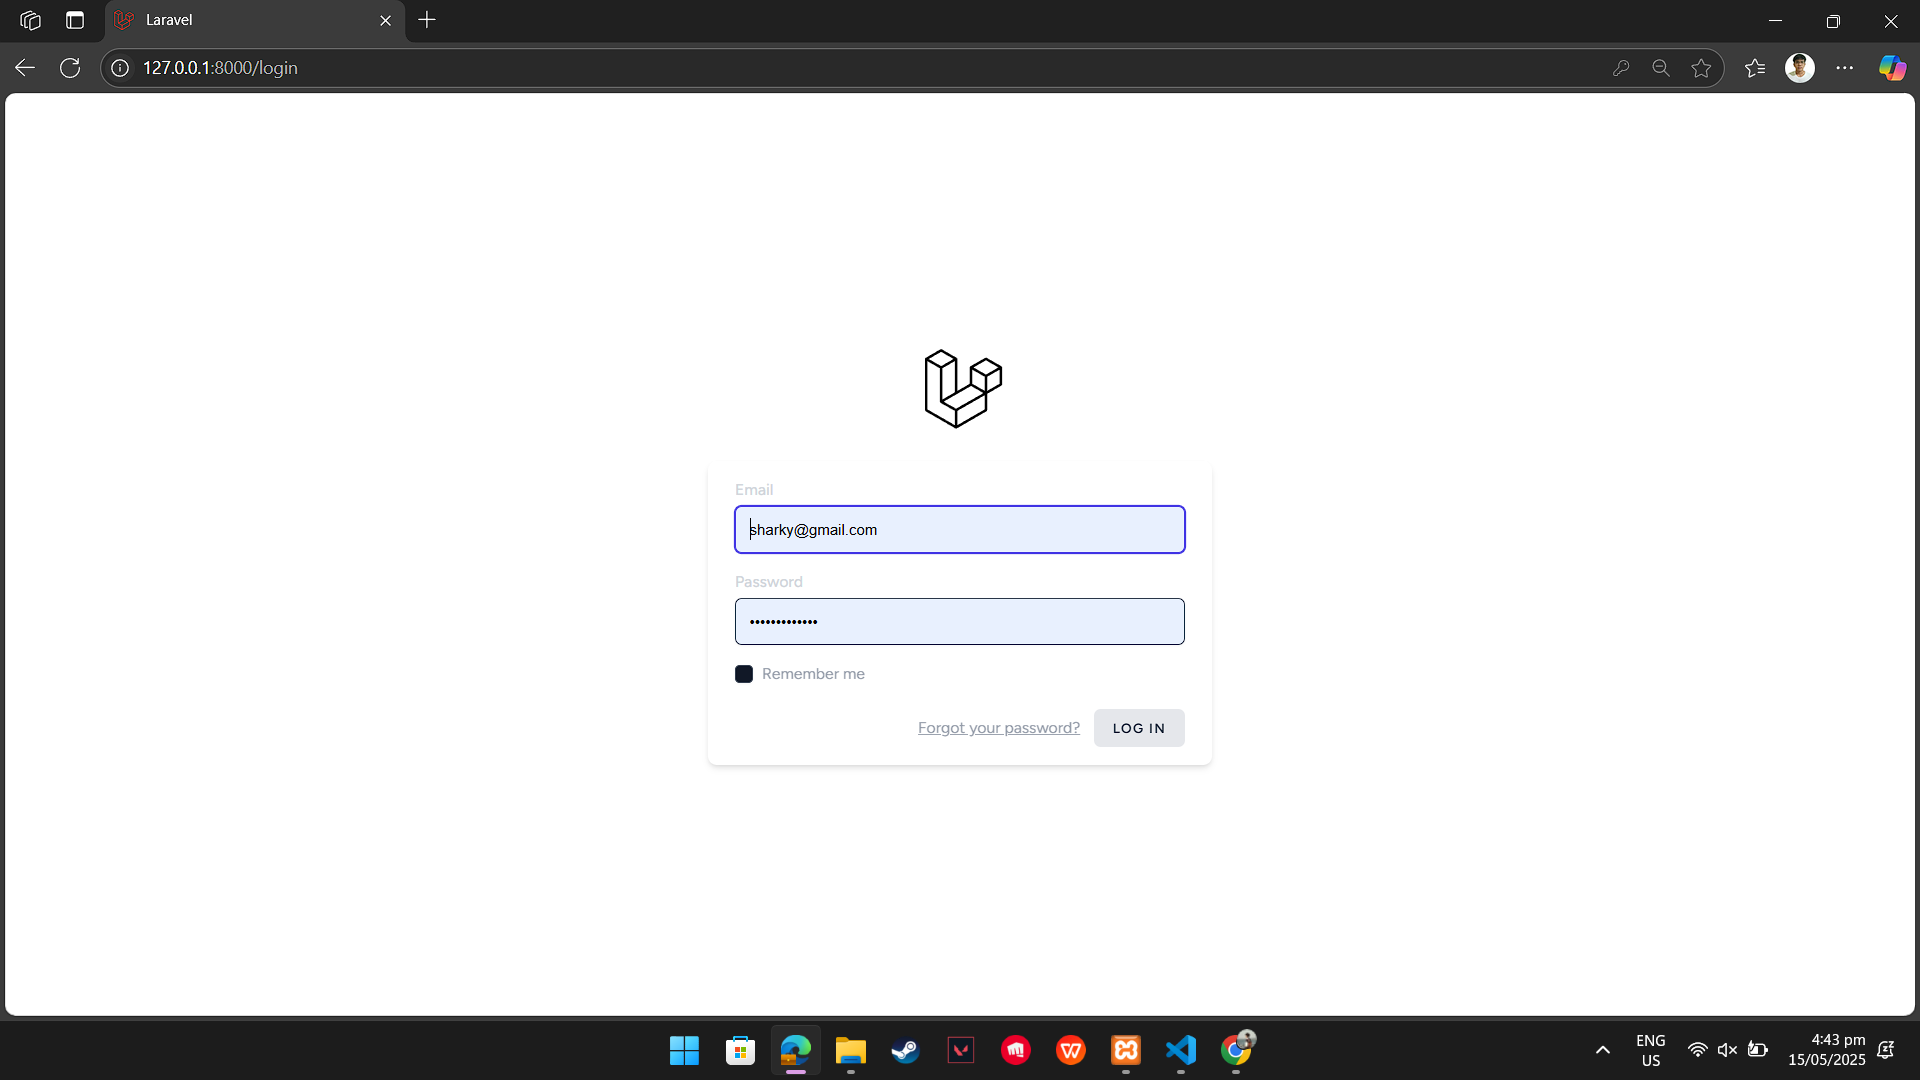 Laravel
127.0.0.1:8000/login
Email
sharky@gmail.com
Password
•••••••••••••
Remember me
Forgot your password?
LOG IN
ENG
US
4:43 pm
15/05/2025